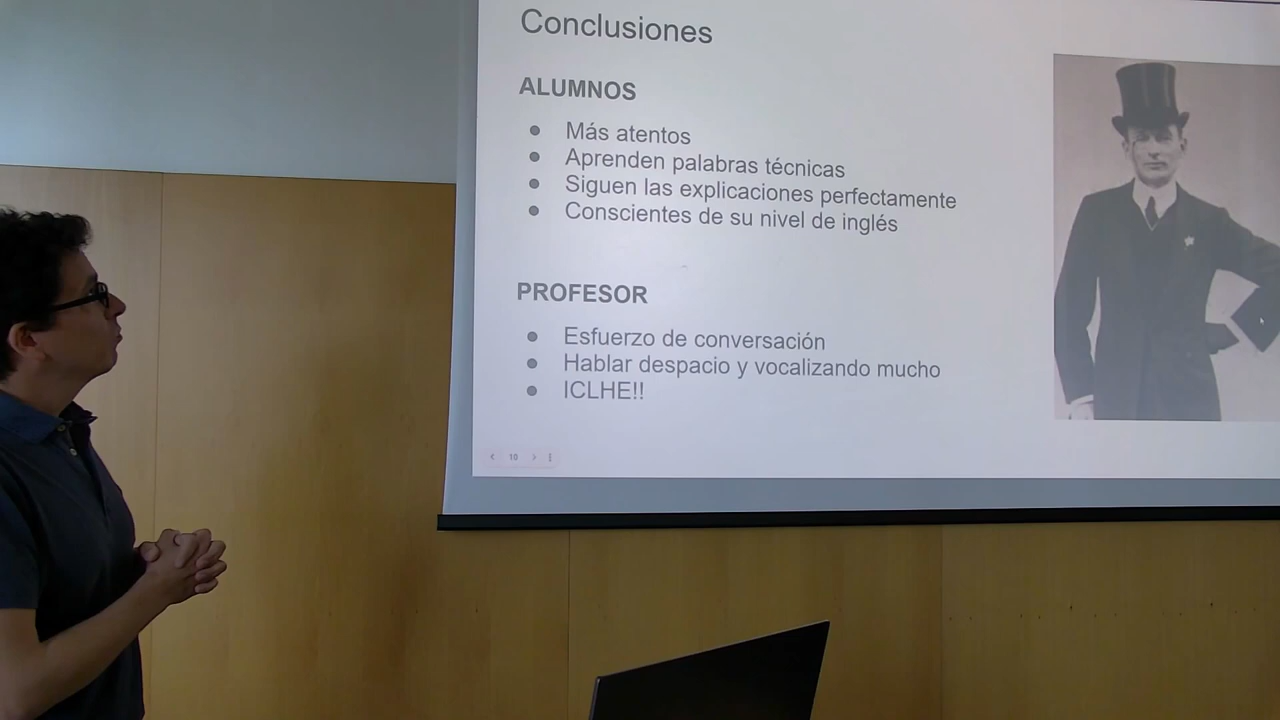 Conclusiones
ALUMNOS
● Más atentos
● Aprenden palabras técnicas
● Siguen las explicaciones perfectamente
● Conscientes de su nivel de inglés
PROFESOR
● Esfuerzo de conversación
● Hablar despacio y vocalizando mucho
● ICLHE!!
10